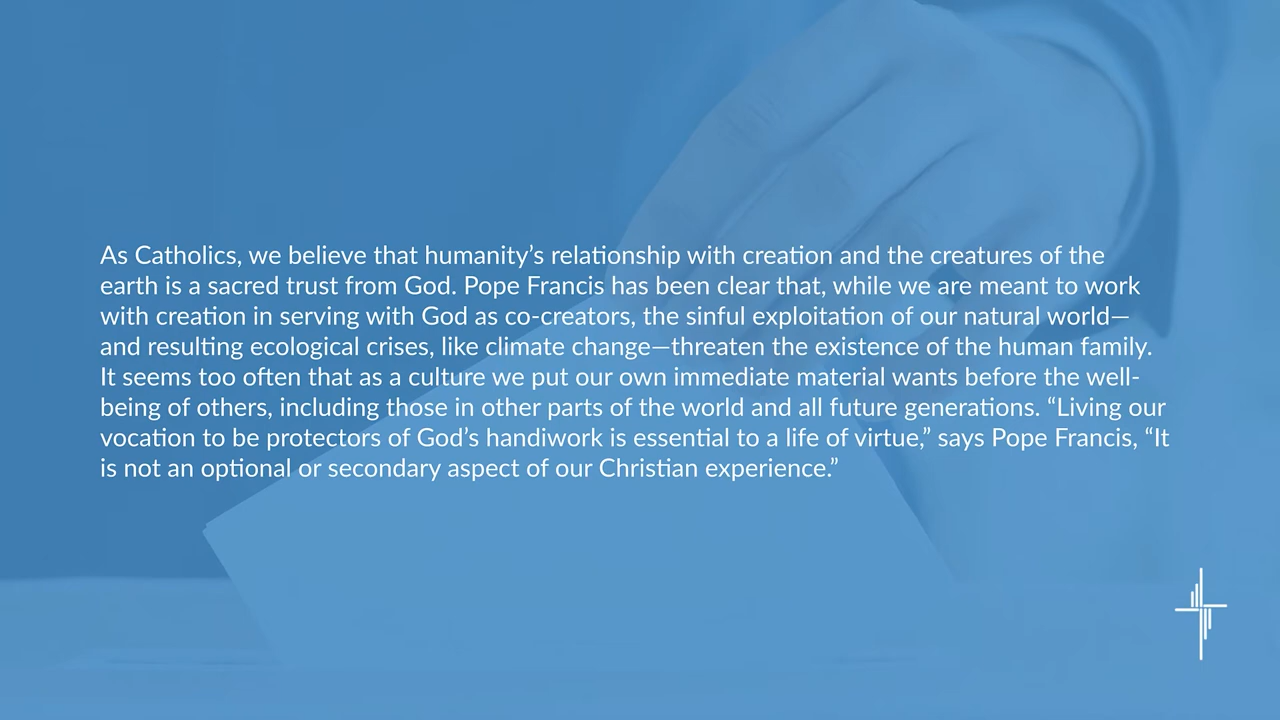 As Catholics, we believe that humanity’s relationship with creation and the creatures of the
earth is a sacred trust from God. Pope Francis has been clear that, while we are meant to work
with creation in serving with God as co-creators, the sinful exploitation of our natural world—
and resulting ecological crises, like climate change—threaten the existence of the human family.
It seems too often that as a culture we put our own immediate material wants before the well-
being of others, including those in other parts of the world and all future generations. “Living our
vocation to be protectors of God’s handiwork is essential to a life of virtue,” says Pope Francis, “It
is not an optional or secondary aspect of our Christian experience.”